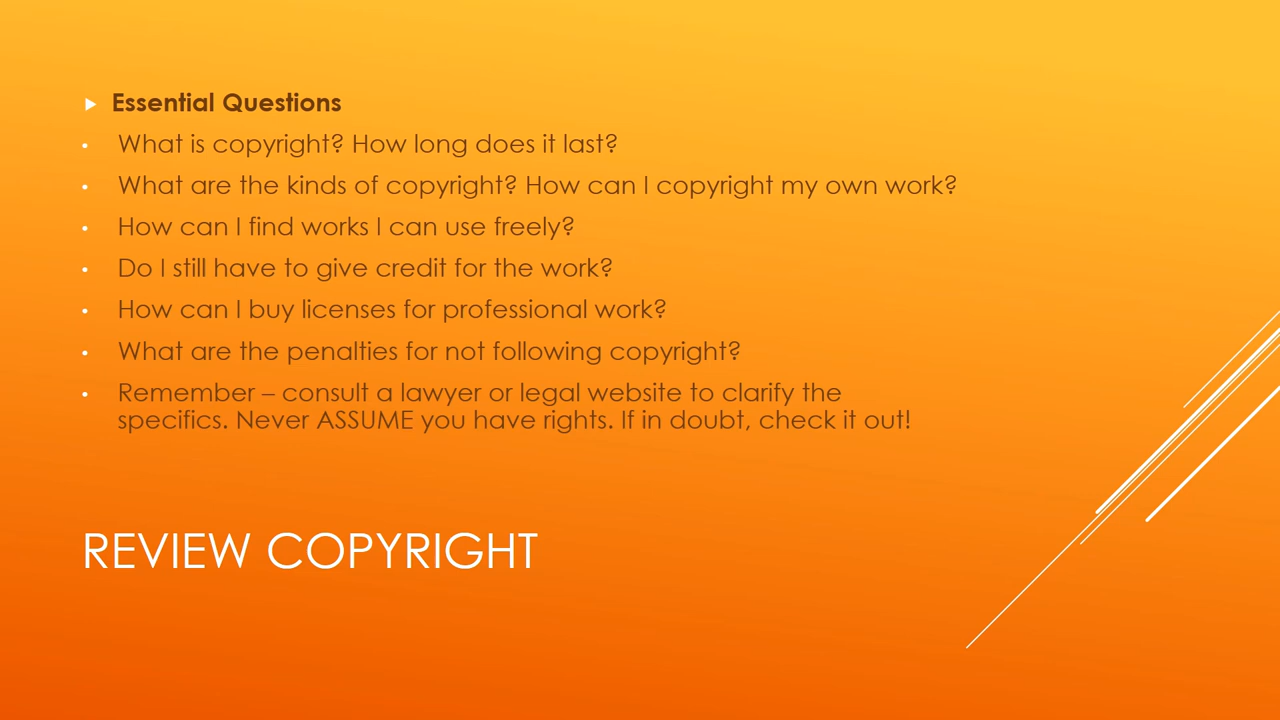 Essential Questions
What is copyright? How long does it last?
What are the kinds of copyright? How can I copyright my own work?
How can I find works I can use freely?
Do I still have to give credit for the work?
How can I buy licenses for professional work?
What are the penalties for not following copyright?
Remember – consult a lawyer or legal website to clarify the
specifics. Never ASSUME you have rights. If in doubt, check it out!
REVIEW COPYRIGHT